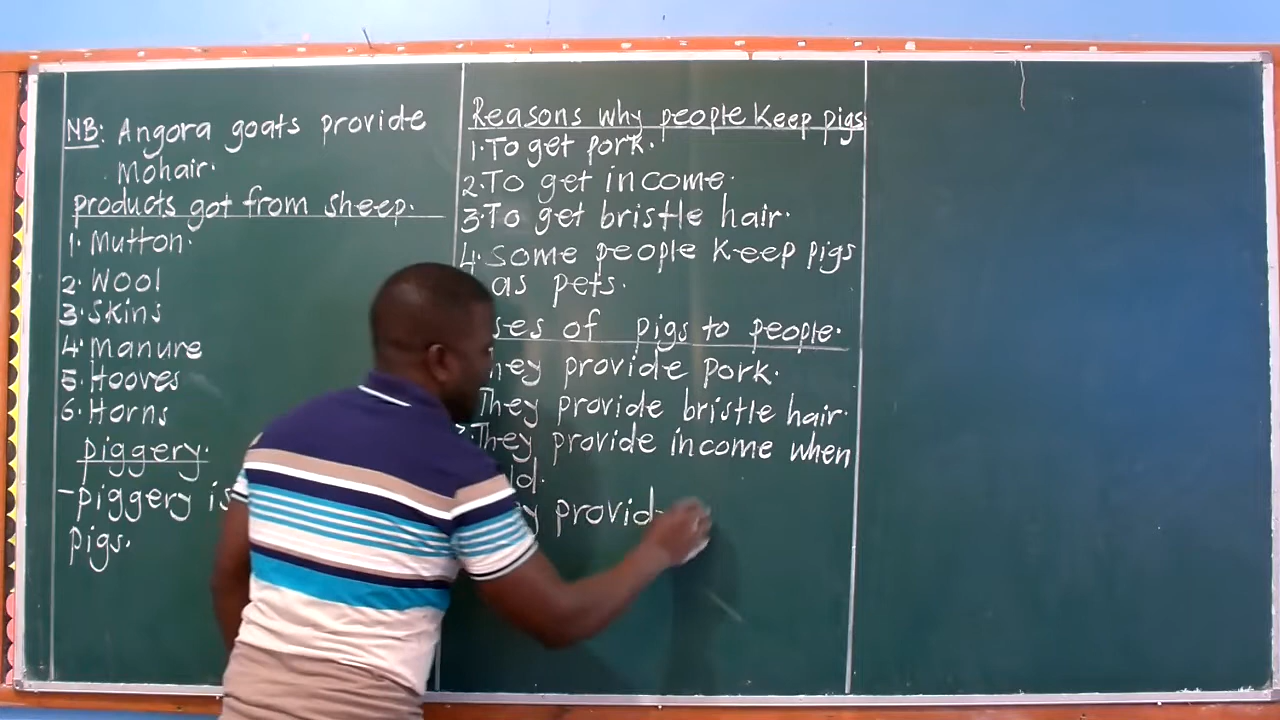 NB: Angora goats provide
Mohair.
products got from sheep.
1. Mutton.
2. Wool
3. Skins
4. Manure
5. Hooves
6. Horns
piggery.
- piggery is
pigs.
Reasons why people keep pigs
1. To get pork.
2. To get income.
3. To get bristle hair.
4. Some people keep pigs
as pets.
of pigs to people.
provide pork.
They provide bristle hair.
They provide income when
provid